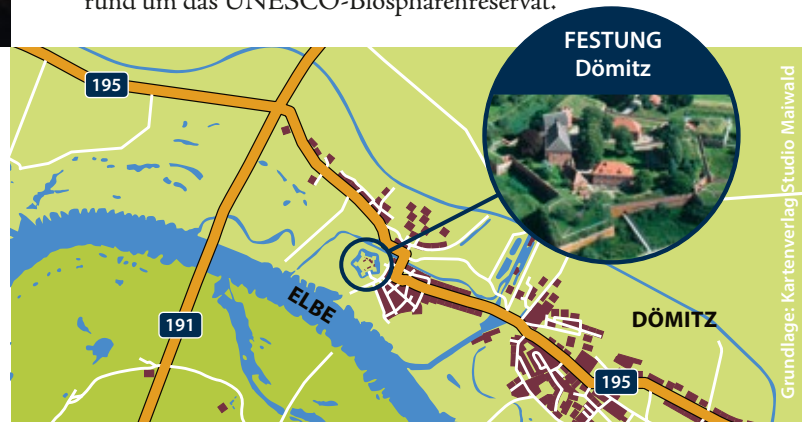 rund um das UNESCO-Biosphärenreservat.
FESTUNG
Dömitz
195
ELBE
191
DÖMITZ
195
Grundlage: Kartenverlag Studio Maiwald